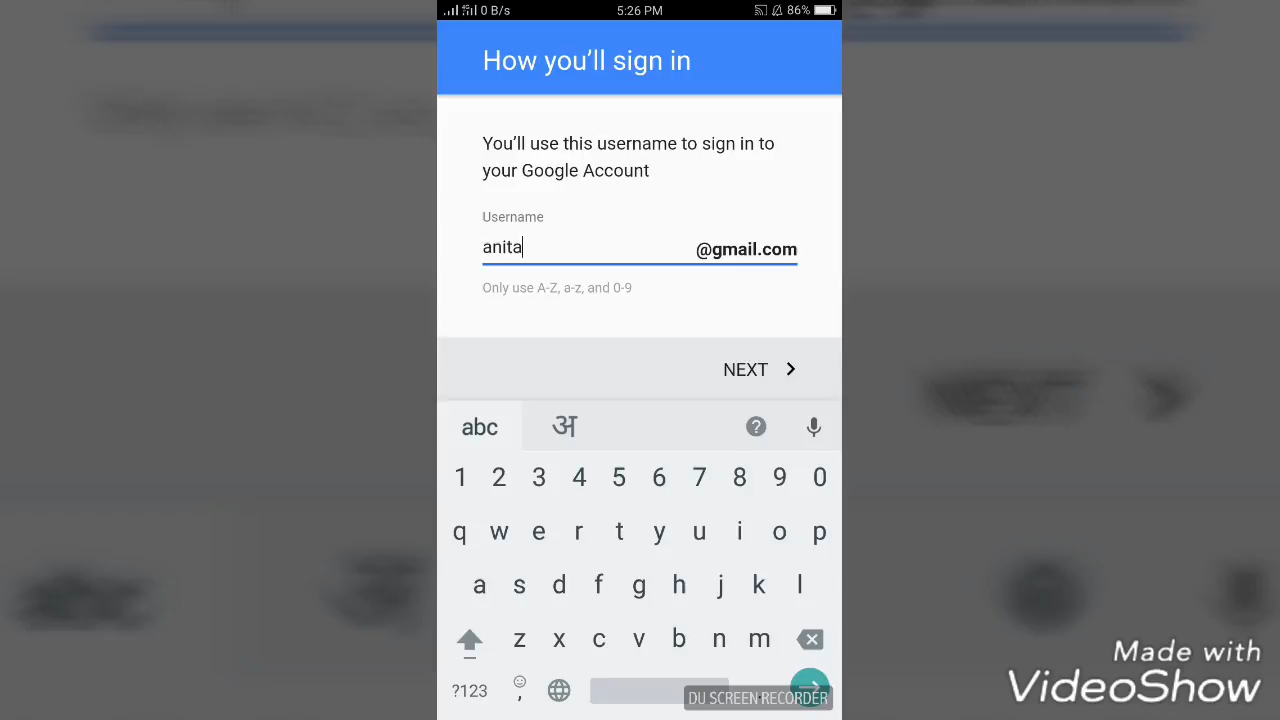 0 B/s 5:26 PM 86%
How you’ll sign in
You’ll use this username to sign in to
your Google Account
Username
anita @gmail.com
Only use A-Z, a-z, and 0-9
NEXT
abc अ ?
1 2 3 4 5 6 7 8 9 0
q w e r t y u i o p
a s d f g h j k l
z x c v b n m
?123 ,
DU SCREEN RECORDER
Made with
VideoShow